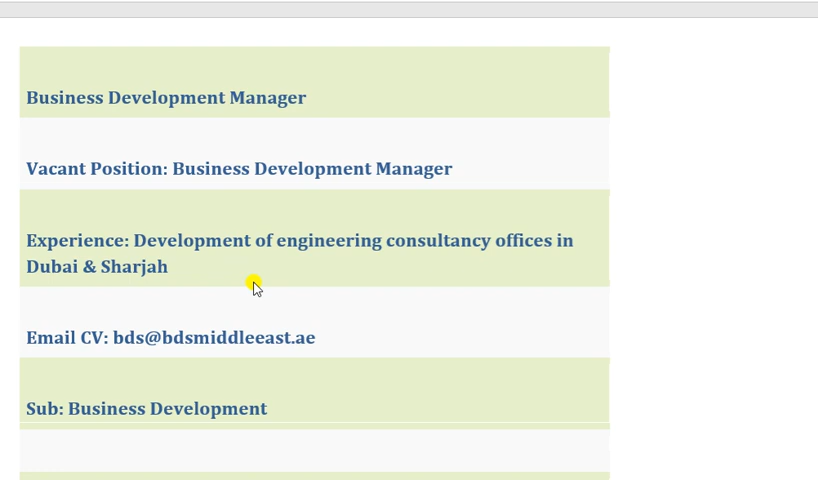 Business Development Manager
Vacant Position: Business Development Manager
Experience: Development of engineering consultancy offices in
Dubai & Sharjah
Email CV: bds@bdsmiddleeast.ae
Sub: Business Development